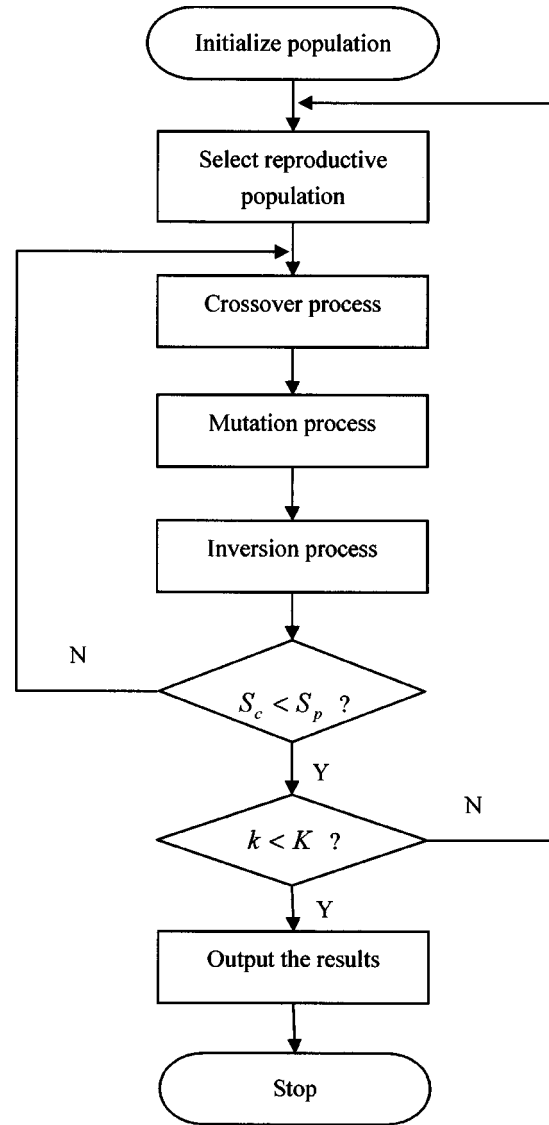 Initialize population
Select reproductive
population
Crossover process
Mutation process
Inversion process
N
S_c < S_p ?
Y
N
k < K ?
Y
Output the results
Stop